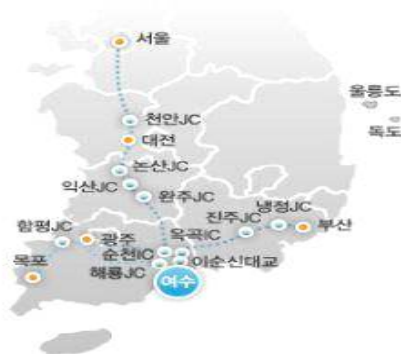 서울
울릉도
독도
천안JC
대전
논산JC
익산JC
완주JC
냉정JC
진주JC
부산
함평JC
광주
옥곡IC
순천IC
이순신대교
목포
해룡JC
여수